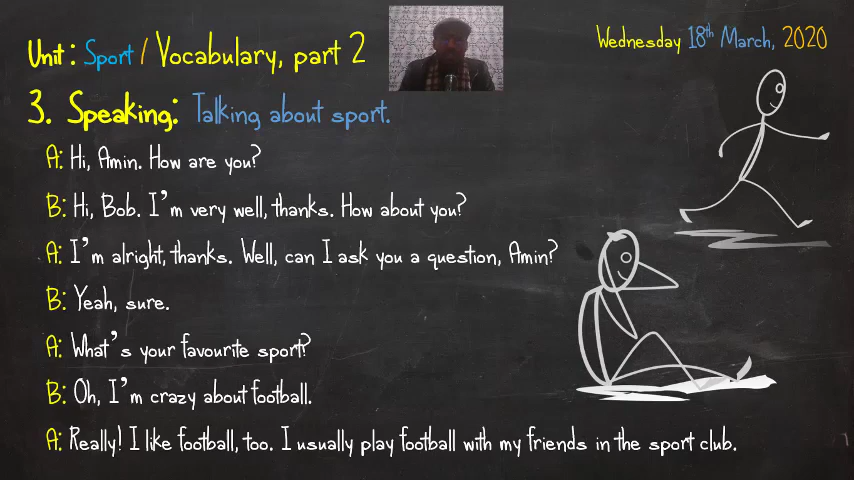 Unit: Sport / Vocabulary, part 2
Wednesday 18th March, 2020
3. Speaking: Talking about sport.
A: Hi, Amin. How are you?
B: Hi, Bob. I'm very well, thanks. How about you?
A: I'm alright, thanks. Well, can I ask you a question, Amin?
B: Yeah, sure.
A: What's your favourite sport?
B: Oh, I'm crazy about football.
A: Really! I like football, too. I usually play football with my friends in the sport club.